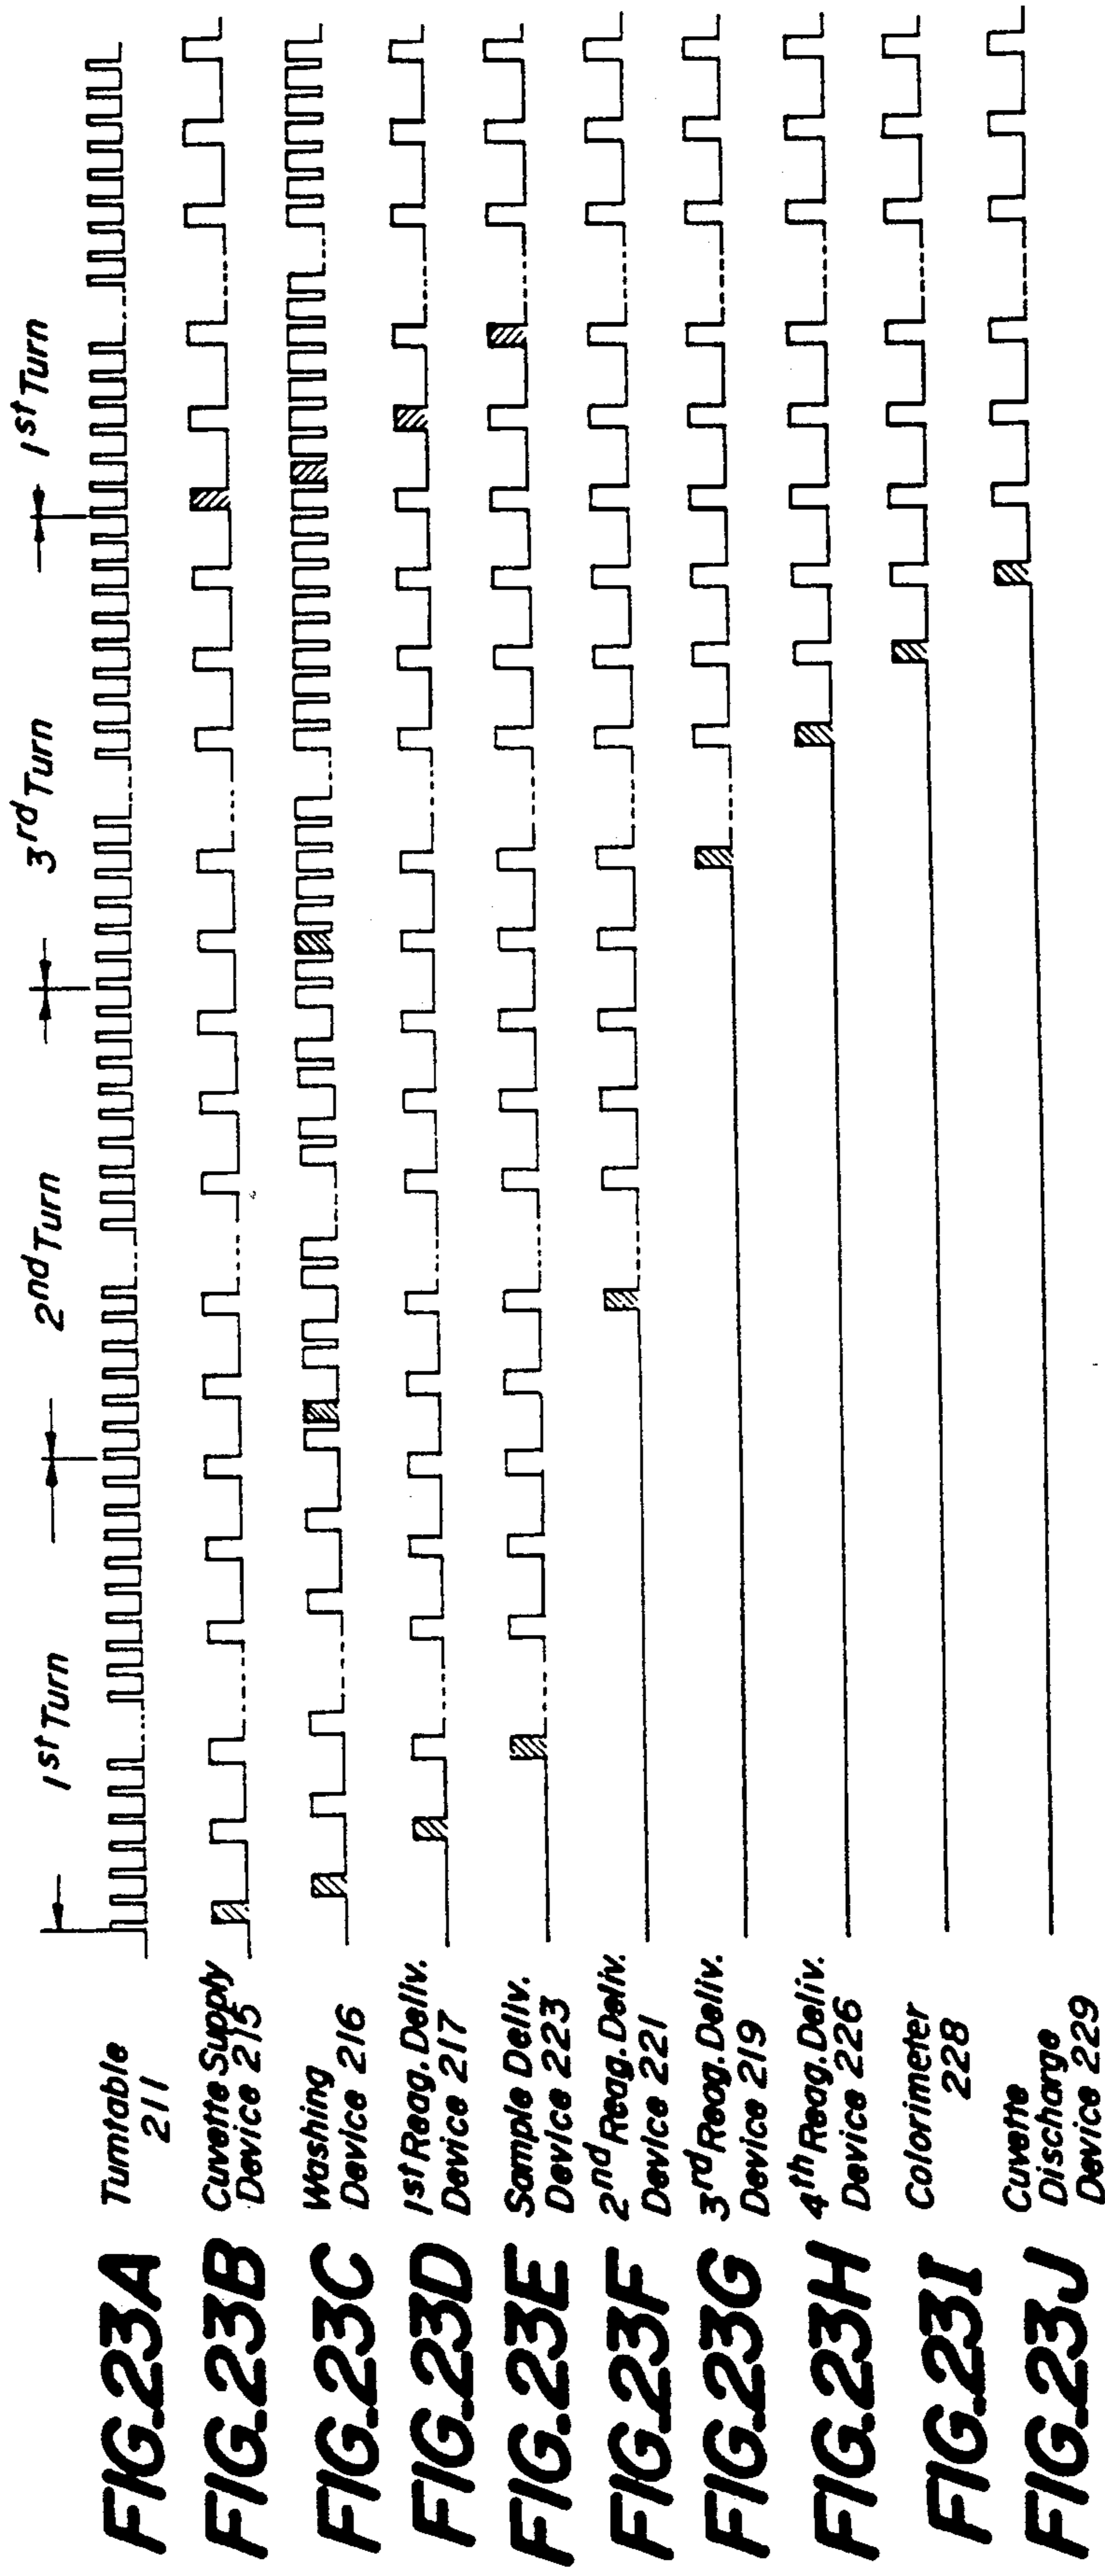 1st Turn
2nd Turn
3rd Turn
1st Turn
FIG.23A
Turntable
211
FIG.23B
Cuvette Supply
Device 215
FIG.23C
Washing
Device 216
FIG.23D
1st Reag. Deliv.
Device 217
FIG.23E
Sample Deliv.
Device 223
FIG.23F
2nd Reag. Deliv.
Device 221
FIG.23G
3rd Reag. Deliv.
Device 219
FIG.23H
4th Reag. Deliv.
Device 226
FIG.23I
Colorimeter
228
FIG.23J
Cuvette
Discharge
Device 229